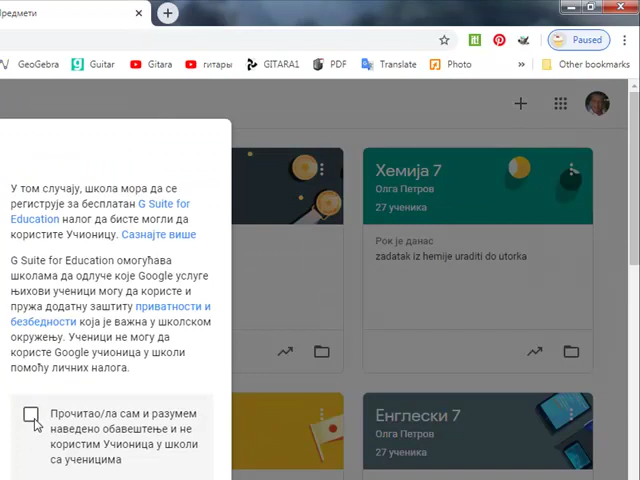 Предмети
Paused
GeoGebra
Guitar
Gitara
гитары
GITARA1
PDF
Translate
Photo
»
Other bookmarks
У том случају, школа мора да се
региструје за бесплатан G Suite for
Education налог да бисте могли да
користите Учионицу. Сазнајте више
G Suite for Education омогућава
школама да одлуче које Google услуге
њихови ученици могу да користе и
пружа додатну заштиту приватности и
безбедности која је важна у школском
окружењу. Ученици не могу да
користе Google учионица у школи
помоћу личних налога.
Прочитао/ла сам и разумем
наведено обавештење и не
користим Учионица у школи
са ученицима
Хемија 7
Олга Петров
27 ученика
Рок је данас
zadatak iz hemije uraditi do utorka
Енглески 7
Олга Петров
27 ученика